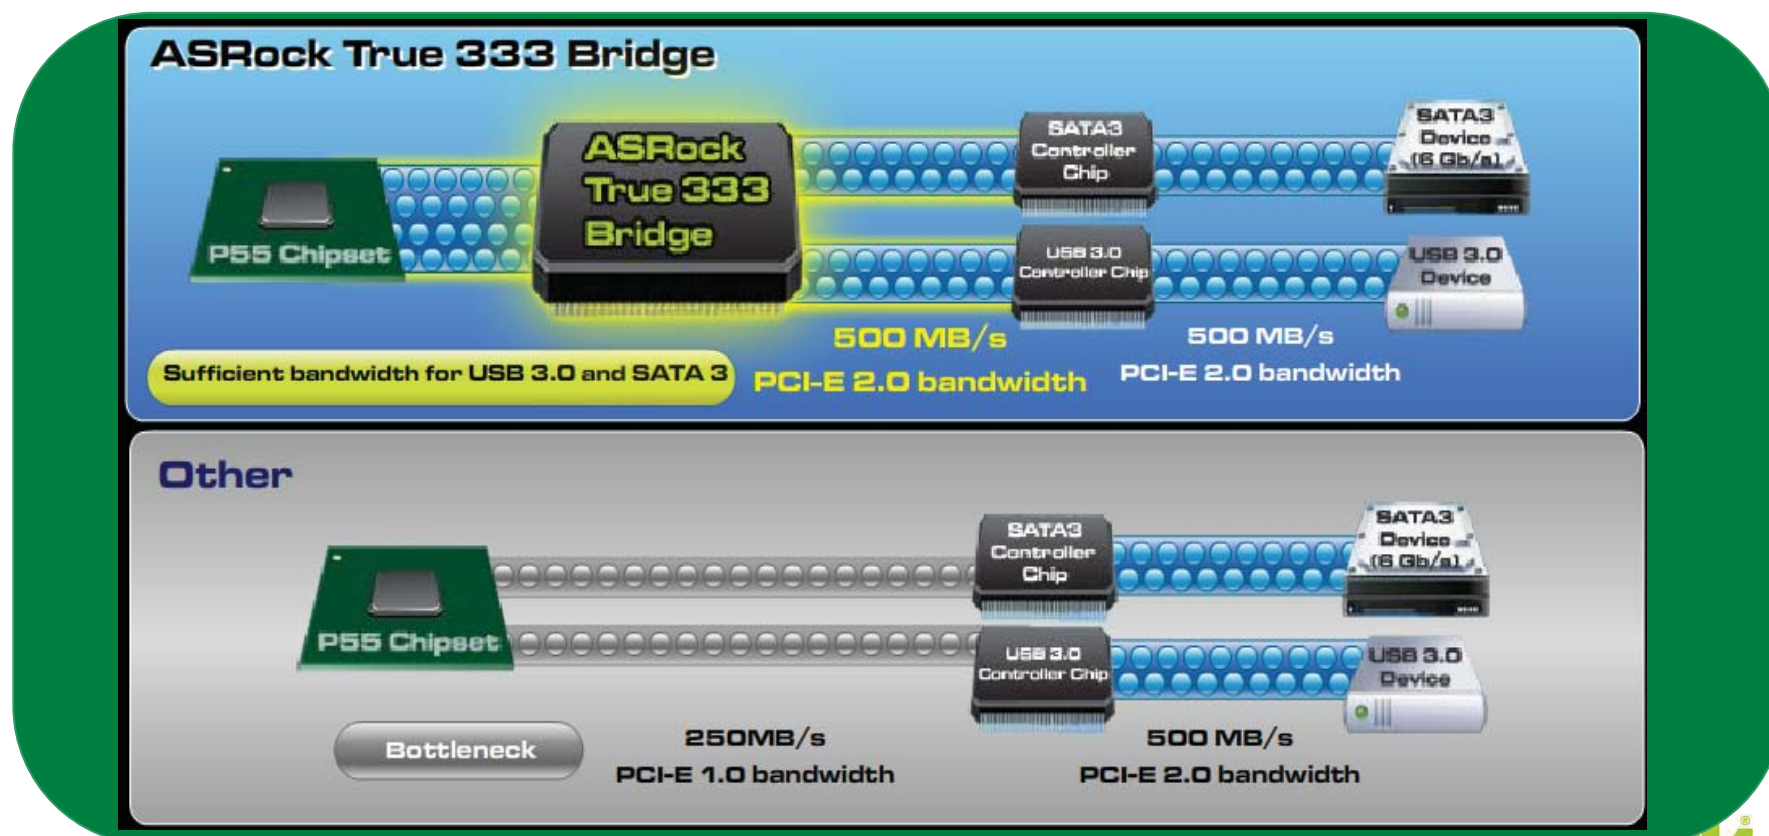 ASRock True 333 Bridge
P55 Chipset
ASRock
True 333
Bridge
SATA3
Controller
Chip
SATA3
Device
(6 Gb/s)
USB 3.0
Controller Chip
USB 3.0
Device
500 MB/s
PCI-E 2.0 bandwidth
500 MB/s
PCI-E 2.0 bandwidth
Sufficient bandwidth for USB 3.0 and SATA 3
Other
P55 Chipset
SATA3
Controller
Chip
SATA3
Device
(6 Gb/s)
USB 3.0
Controller Chip
USB 3.0
Device
Bottleneck
250MB/s
PCI-E 1.0 bandwidth
500 MB/s
PCI-E 2.0 bandwidth